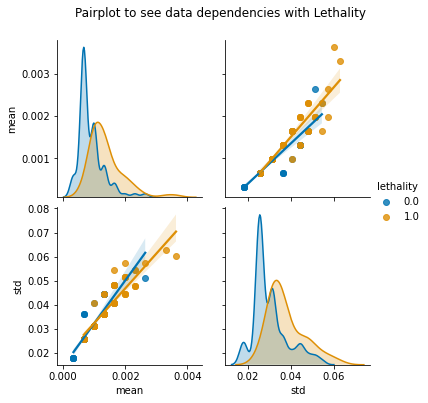 Pairplot to see data dependencies with Lethality
0.003
0.002
0.001
mean
lethality
0.0
1.0
0.08
0.07
0.06
0.05
0.04
0.03
0.02
std
0.000 0.002 0.004
mean
0.02 0.04 0.06
std